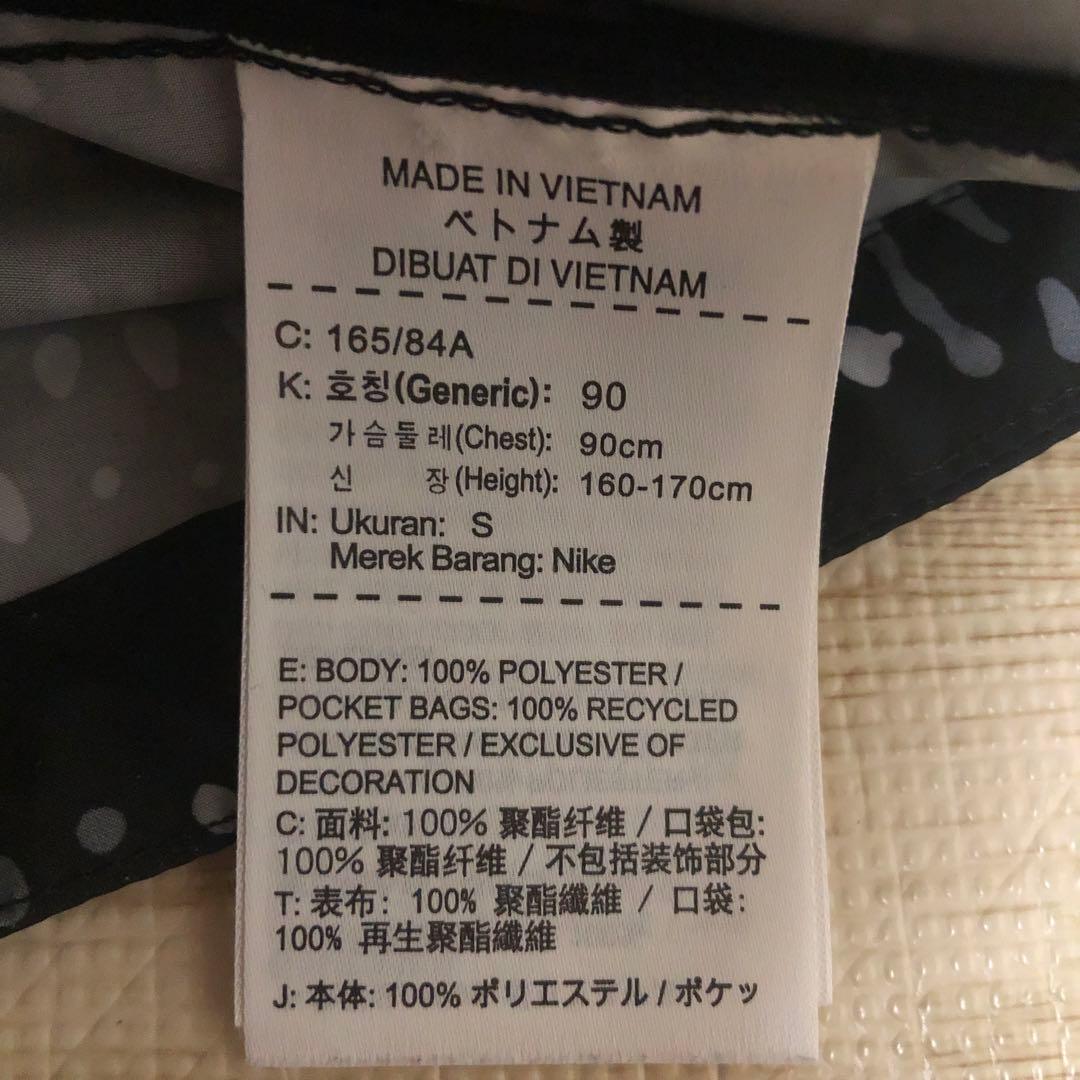 MADE IN VIETNAM
ベトナム製
DIBUAT DI VIETNAM
C: 165/84A
K: 호칭(Generic): 90
가슴둘레(Chest): 90cm
신 장(Height): 160-170cm
IN: Ukuran: S
Merek Barang: Nike
E: BODY: 100% POLYESTER /
POCKET BAGS: 100% RECYCLED
POLYESTER / EXCLUSIVE OF
DECORATION
C: 面料: 100% 聚酯纤维 / 口袋包:
100% 聚酯纤维 / 不包括装饰部分
T: 表布: 100% 聚酯纖維 / 口袋:
100% 再生聚酯纖維
J: 本体: 100% ポリエステル / ポケッ